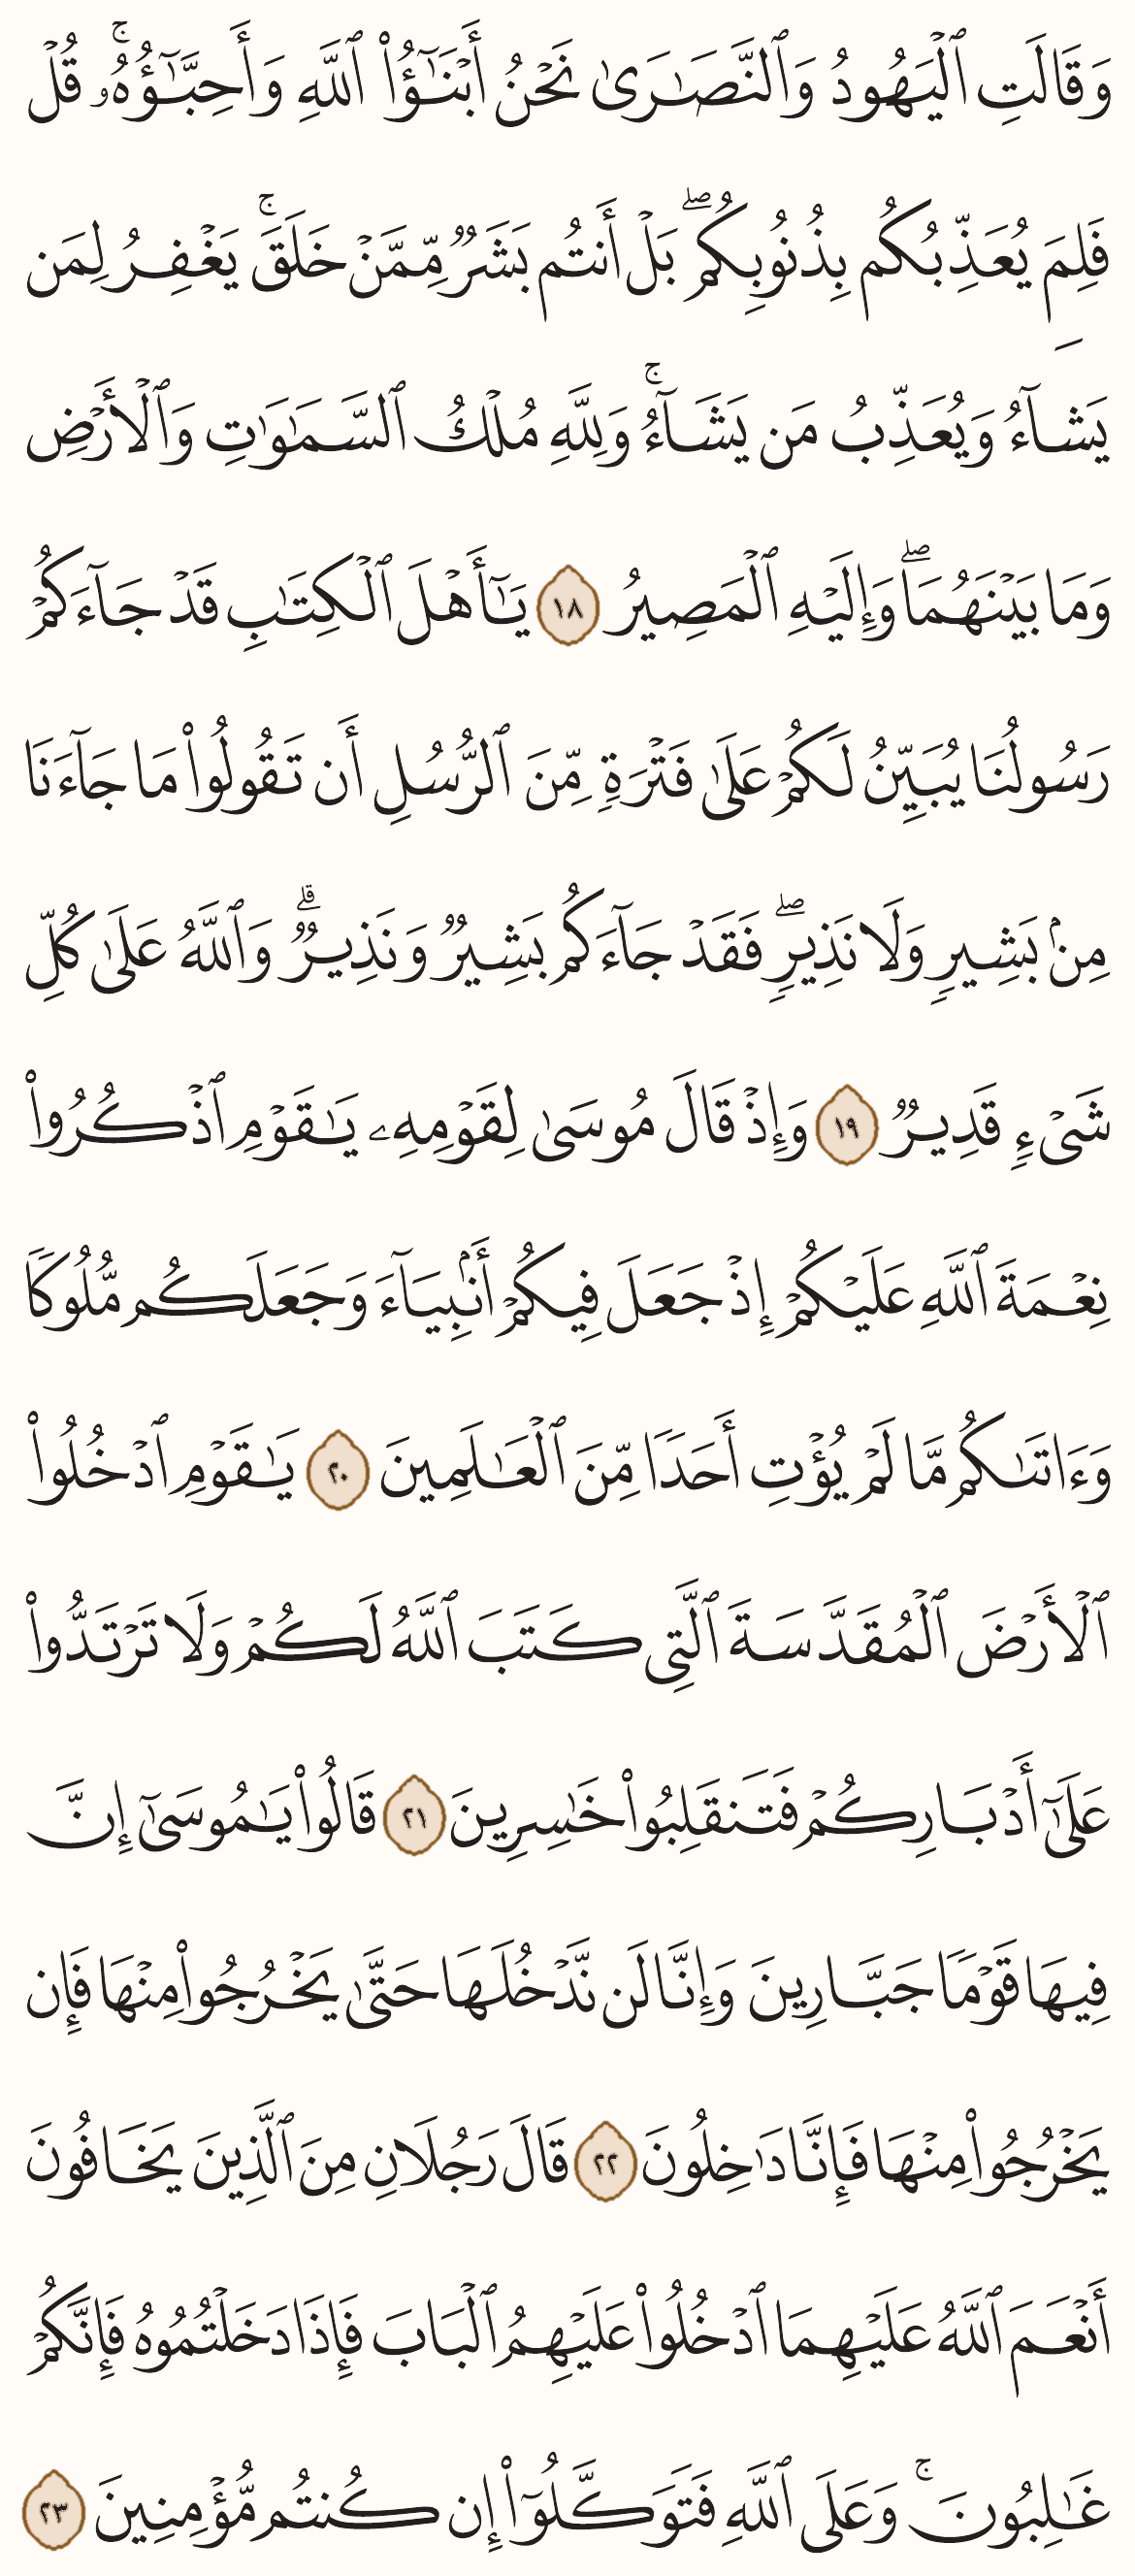 وَقَالَتِ ٱلۡيَهُودُ وَٱلنَّصَٰرَىٰ نَحۡنُ أَبۡنَٰٓؤُاْ ٱللَّهِ وَأَحِبَّٰٓؤُهُۥۚ قُلۡ
فَلِمَ يُعَذِّبُكُم بِذُنُوبِكُمۖ بَلۡ أَنتُم بَشَرٞ مِّمَّنۡ خَلَقَۚ يَغۡفِرُ لِمَن
يَشَآءُ وَيُعَذِّبُ مَن يَشَآءُۚ وَلِلَّهِ مُلۡكُ ٱلسَّمَٰوَٰتِ وَٱلۡأَرۡضِ
وَمَا بَيۡنَهُمَاۖ وَإِلَيۡهِ ٱلۡمَصِيرُ ١٨ يَٰٓأَهۡلَ ٱلۡكِتَٰبِ قَدۡ جَآءَكُمۡ
رَسُولُنَا يُبَيِّنُ لَكُمۡ عَلَىٰ فَتۡرَةٖ مِّنَ ٱلرُّسُلِ أَن تَقُولُواْ مَا جَآءَنَا
مِنۢ بَشِيرٖ وَلَا نَذِيرٖۖ فَقَدۡ جَآءَكُم بَشِيرٞ وَنَذِيرٞۗ وَٱللَّهُ عَلَىٰ كُلِّ
شَيۡءٖ قَدِيرٞ ١٩ وَإِذۡ قَالَ مُوسَىٰ لِقَوۡمِهِۦ يَٰقَوۡمِ ٱذۡكُرُواْ
نِعۡمَةَ ٱللَّهِ عَلَيۡكُمۡ إِذۡ جَعَلَ فِيكُمۡ أَنۢبِيَآءَ وَجَعَلَكُم مُّلُوكٗا
وَءَاتَىٰكُم مَّا لَمۡ يُؤۡتِ أَحَدٗا مِّنَ ٱلۡعَٰلَمِينَ ٢٠ يَٰقَوۡمِ ٱدۡخُلُواْ
ٱلۡأَرۡضَ ٱلۡمُقَدَّسَةَ ٱلَّتِي كَتَبَ ٱللَّهُ لَكُمۡ وَلَا تَرۡتَدُّواْ
عَلَىٰٓ أَدۡبَارِكُمۡ فَتَنقَلِبُواْ خَٰسِرِينَ ٢١ قَالُواْ يَٰمُوسَىٰٓ إِنَّ
فِيهَا قَوۡمٗا جَبَّارِينَ وَإِنَّا لَن نَّدۡخُلَهَا حَتَّىٰ يَخۡرُجُواْ مِنۡهَا فَإِن
يَخۡرُجُواْ مِنۡهَا فَإِنَّا دَٰخِلُونَ ٢٢ قَالَ رَجُلَانِ مِنَ ٱلَّذِينَ يَخَافُونَ
أَنۡعَمَ ٱللَّهُ عَلَيۡهِمَا ٱدۡخُلُواْ عَلَيۡهِمُ ٱلۡبَابَ فَإِذَا دَخَلۡتُمُوهُ فَإِنَّكُمۡ
غَٰلِبُونَۚ وَعَلَى ٱللَّهِ فَتَوَكَّلُوٓاْ إِن كُنتُم مُّؤۡمِنِينَ ٢٣